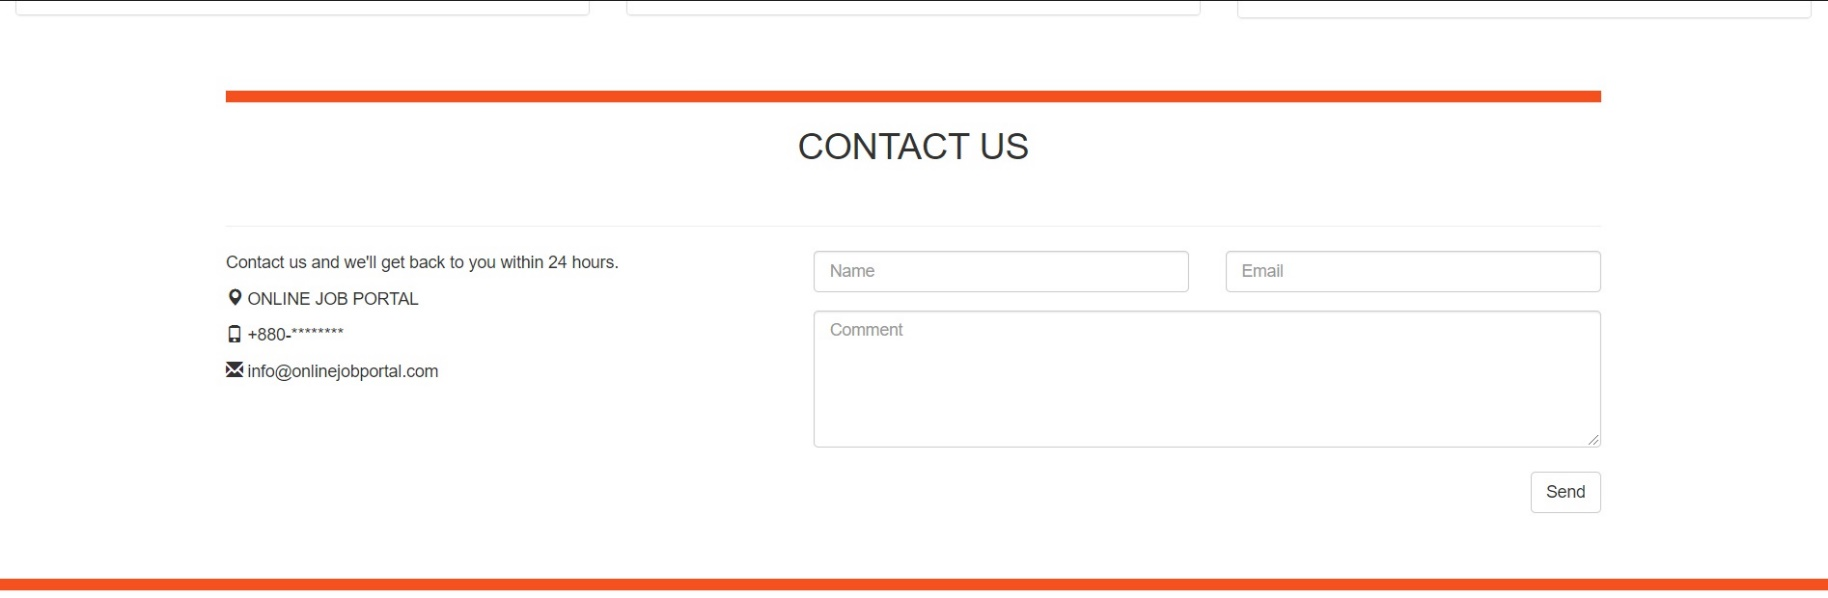 CONTACT US
Contact us and we'll get back to you within 24 hours.
ONLINE JOB PORTAL
+880-********
info@onlinejobportal.com
Name
Email
Comment
Send